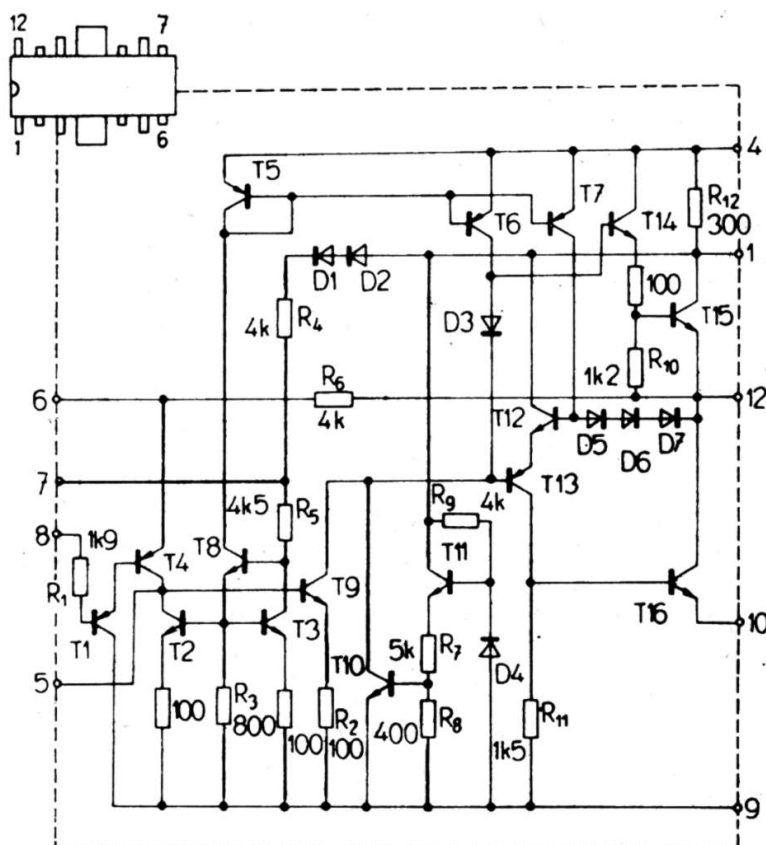 12 7
1 6
4
T5
T6
T7
T14
R12
300
1
D1 D2
100
4k R4
D3
T15
R6
1k2 R10
6
4k
12
T12
D5 D6 D7
7
4k5 R5
R9 4k T13
8 1k9
T4
T8
T9
T11
R1
T1
T2
T3
T16
10
5
T10
5k R7
D4
100
R3
800
100
R2
100
400 R8
R11
1k5
9